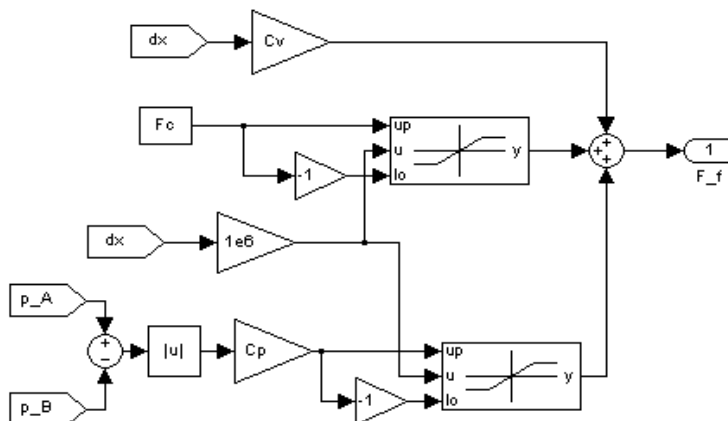 dx
Cv
Fc
up
u
lo
y
-1
1
F_f
dx
1e6
p_A
p_B
|u|
Cp
up
u
lo
y
-1